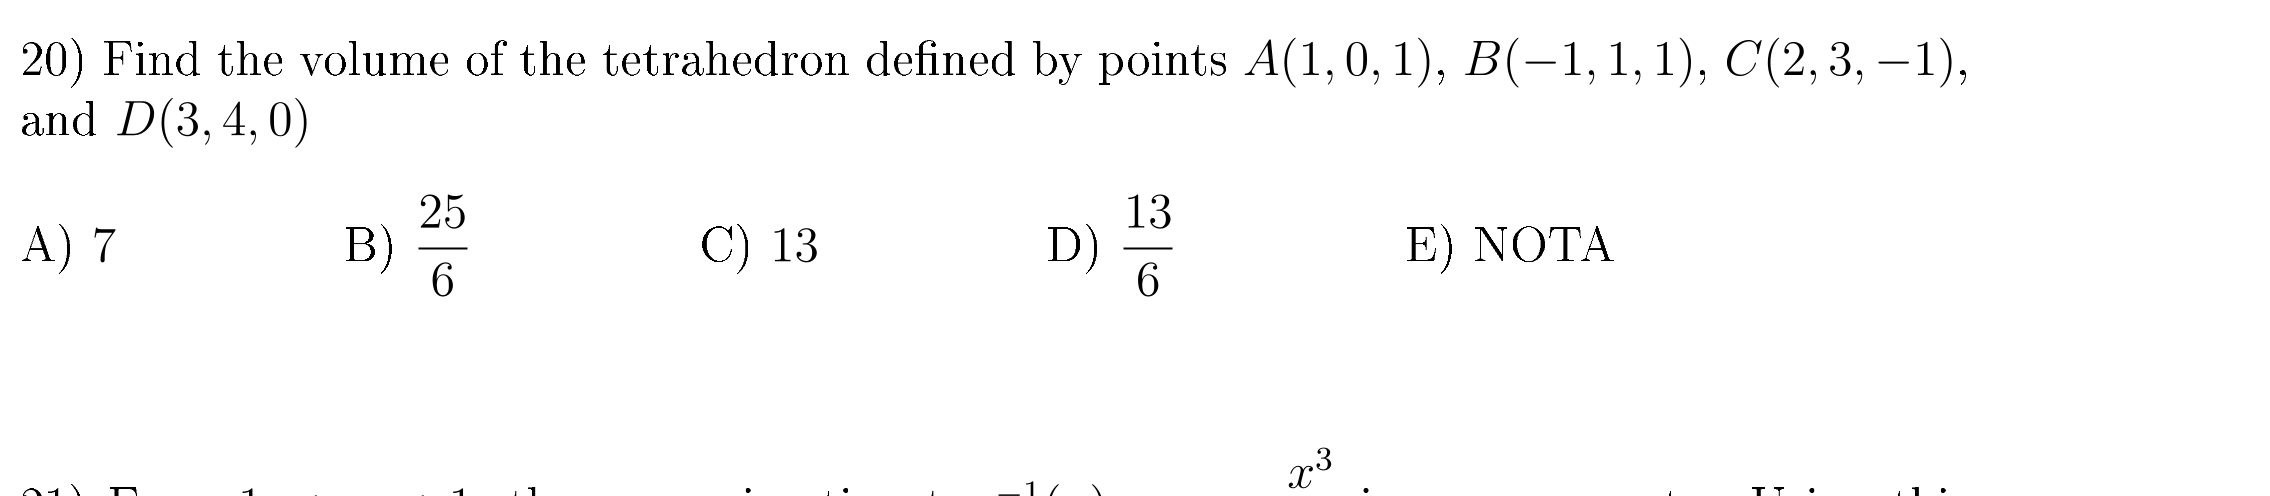 20) Find the volume of the tetrahedron defined by points A(1, 0, 1), B(−1, 1, 1), C(2, 3, −1),
and D(3, 4, 0)
A) 7 B) 25/6 C) 13 D) 13/6 E) NOTA
x³